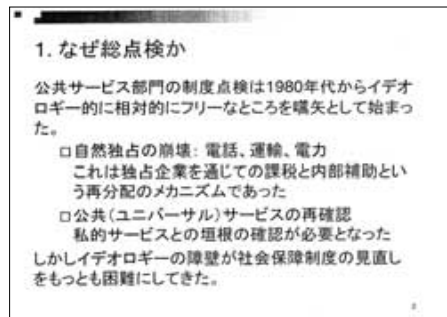 1. なぜ総点検か
公共サービス部門の制度点検は1980年代からイデオ
ロギー的に相対的にフリーなところを嚆矢として始まっ
た。
□自然独占の崩壊: 電話、運輸、電力
これは独占企業を通じての課税と内部補助とい
う再分配のメカニズムであった
□公共(ユニバーサル)サービスの再確認
私的サービスとの垣根の確認が必要となった
しかしイデオロギーの障壁が社会保障制度の見直し
をもっとも困難にしてきた。